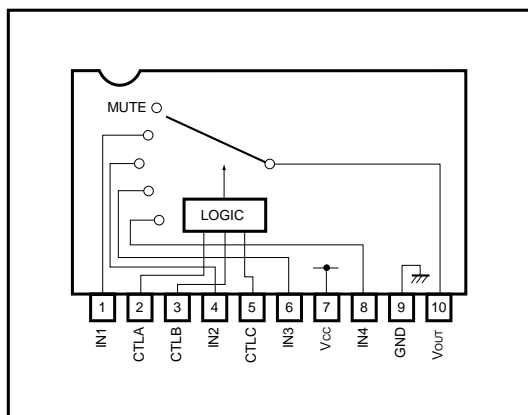 MUTE
LOGIC
1 2 3 4 5 6 7 8 9 10
IN1
CTLA
CTLB
IN2
CTLC
IN3
VCC
IN4
GND
VOUT